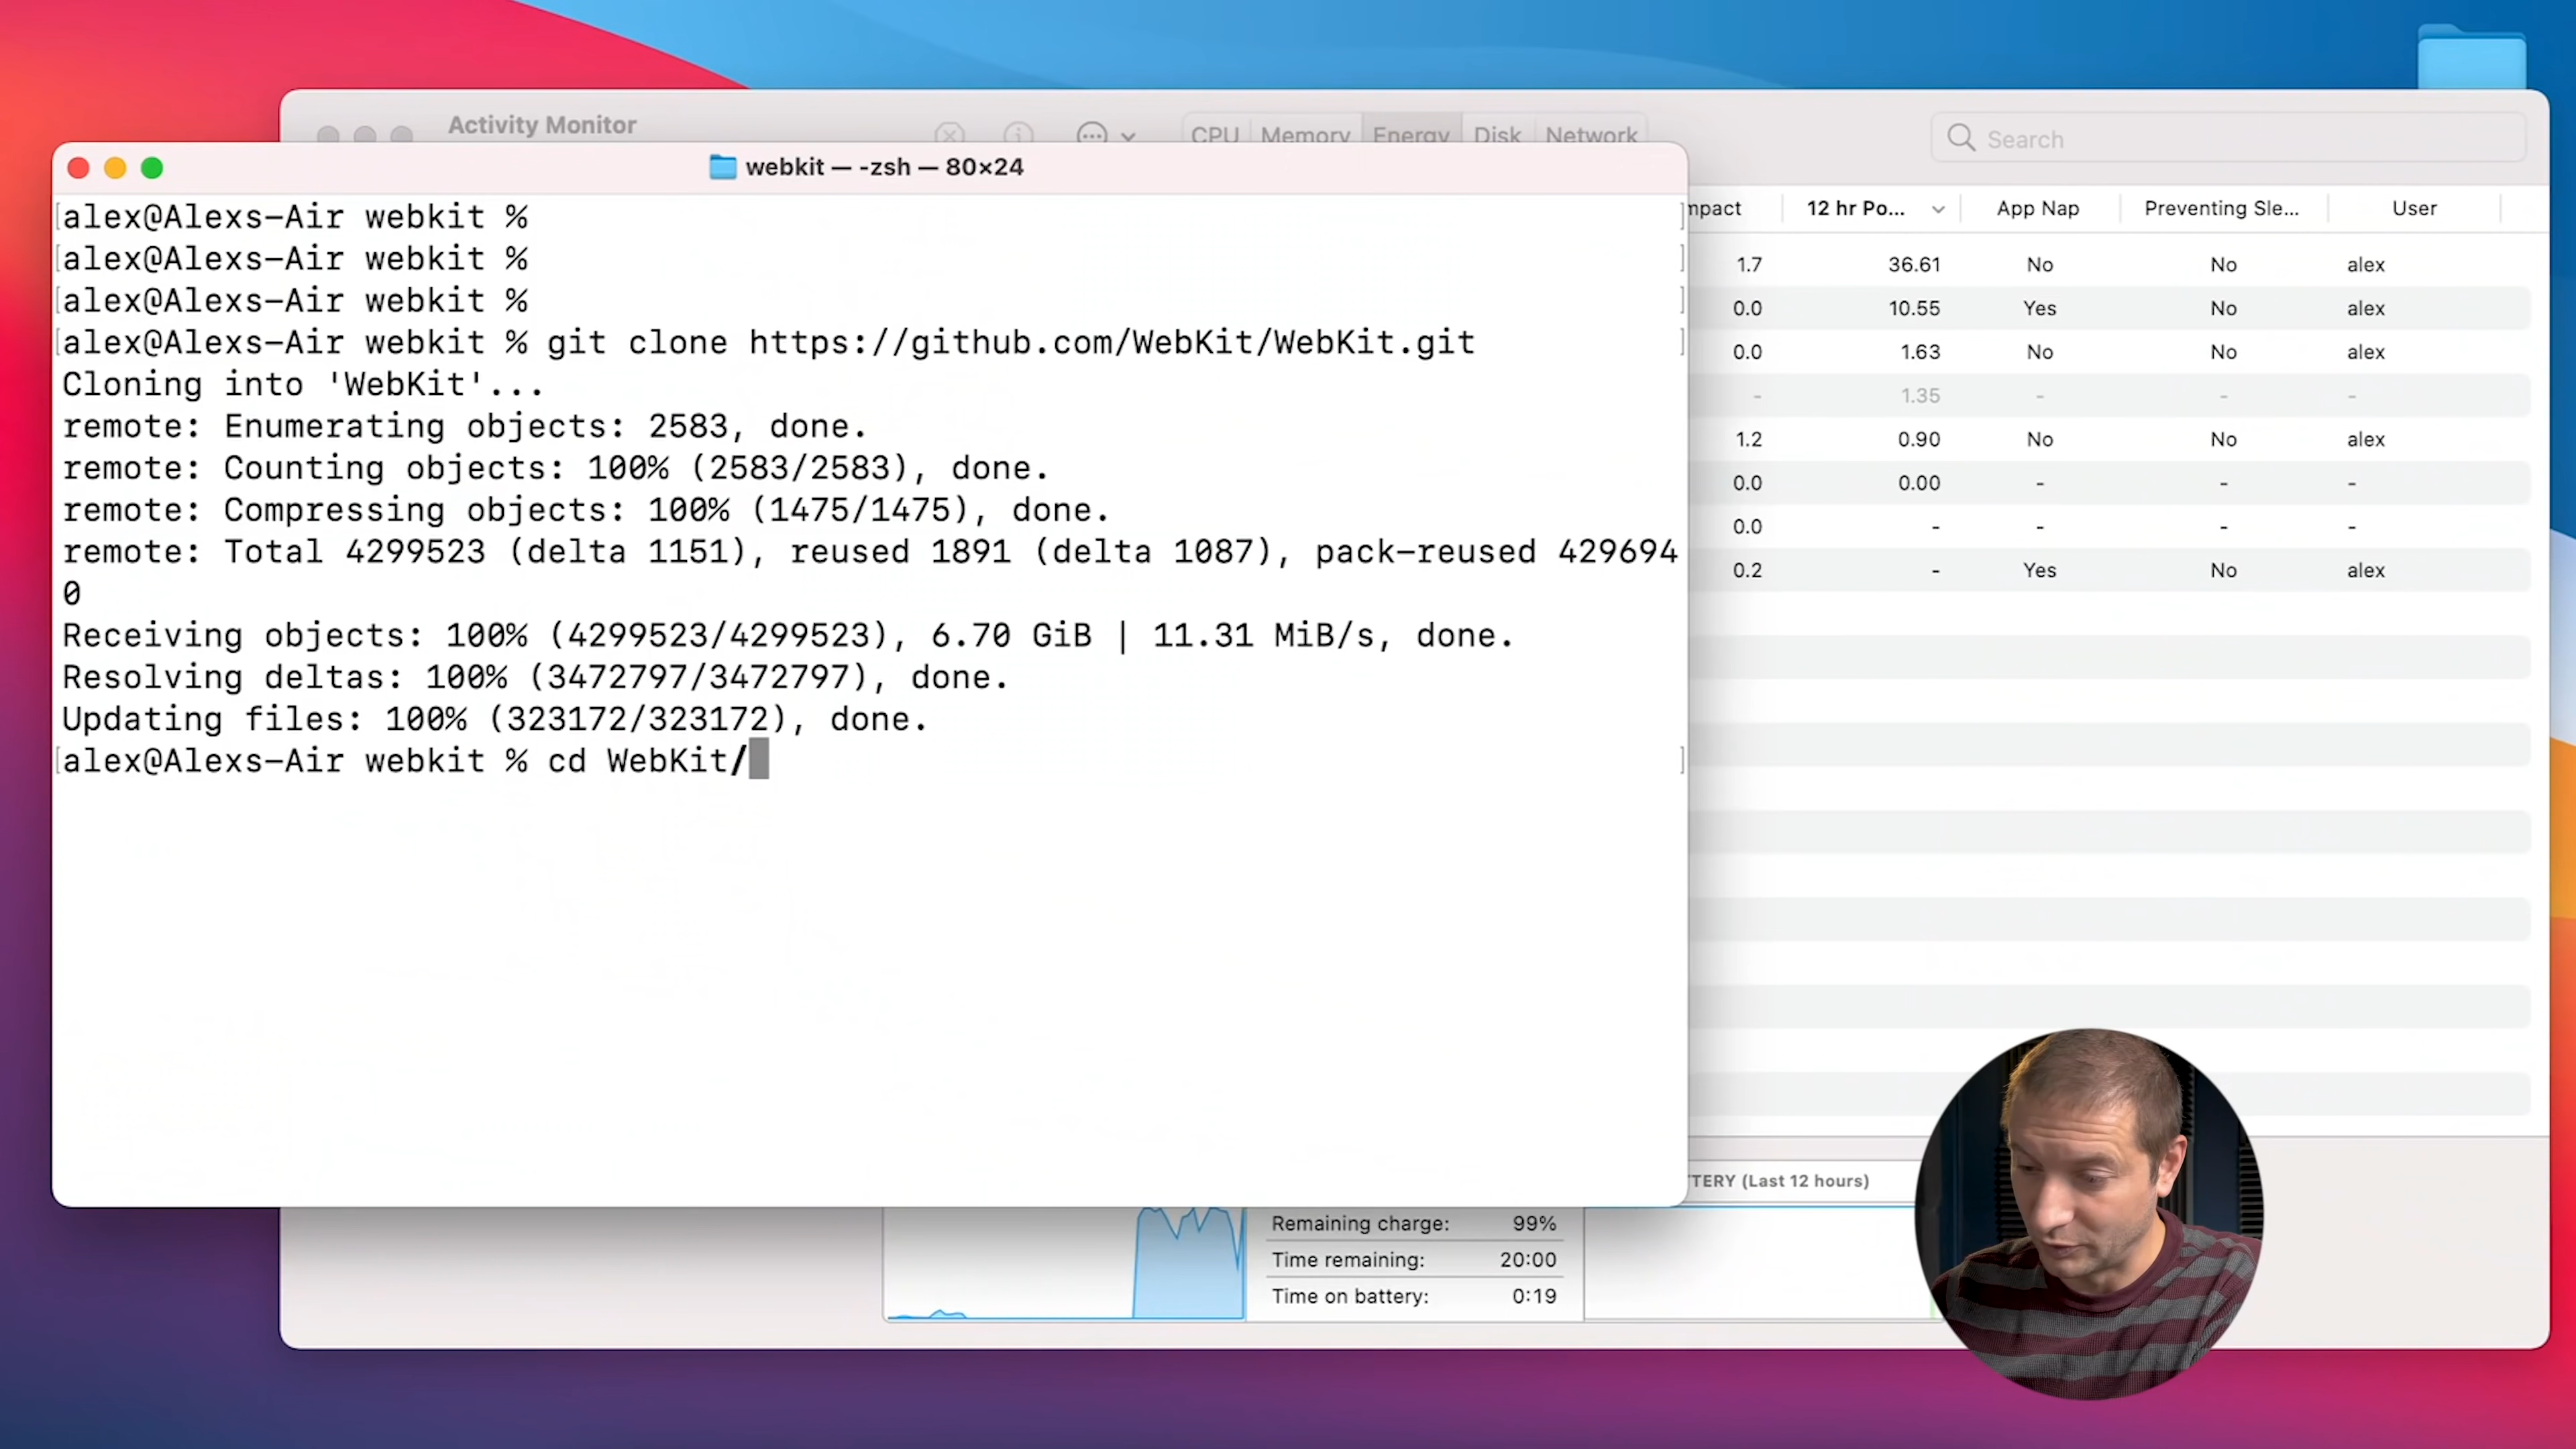 Activity Monitor
CPU Memory Energy Disk Network
Search
webkit — -zsh — 80×24
alex@Alexs-Air webkit %
alex@Alexs-Air webkit %
alex@Alexs-Air webkit %
alex@Alexs-Air webkit % git clone https://github.com/WebKit/WebKit.git
Cloning into 'WebKit'...
remote: Enumerating objects: 2583, done.
remote: Counting objects: 100% (2583/2583), done.
remote: Compressing objects: 100% (1475/1475), done.
remote: Total 4299523 (delta 1151), reused 1891 (delta 1087), pack-reused 429694
0
Receiving objects: 100% (4299523/4299523), 6.70 GiB | 11.31 MiB/s, done.
Resolving deltas: 100% (3472797/3472797), done.
Updating files: 100% (323172/323172), done.
alex@Alexs-Air webkit % cd WebKit/
mpact 12 hr Po... App Nap Preventing Sle... User
1.7 36.61 No No alex
0.0 10.55 Yes No alex
0.0 1.63 No No alex
- 1.35 - - -
1.2 0.90 No No alex
0.0 0.00 - - -
0.0 - - - -
0.2 - Yes No alex
TTERY (Last 12 hours)
Remaining charge: 99%
Time remaining: 20:00
Time on battery: 0:19